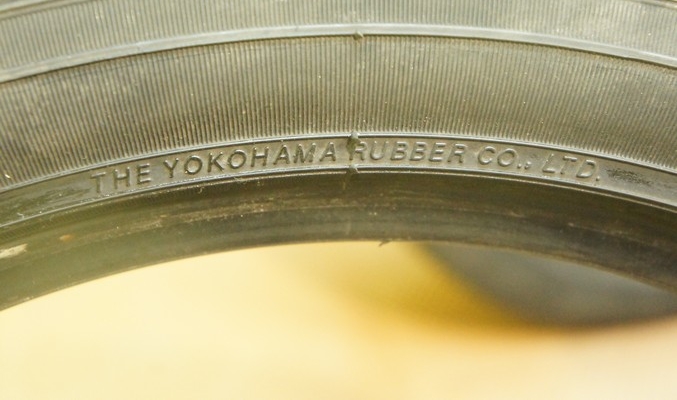 THE YOKOHAMA RUBBER CO., LTD.